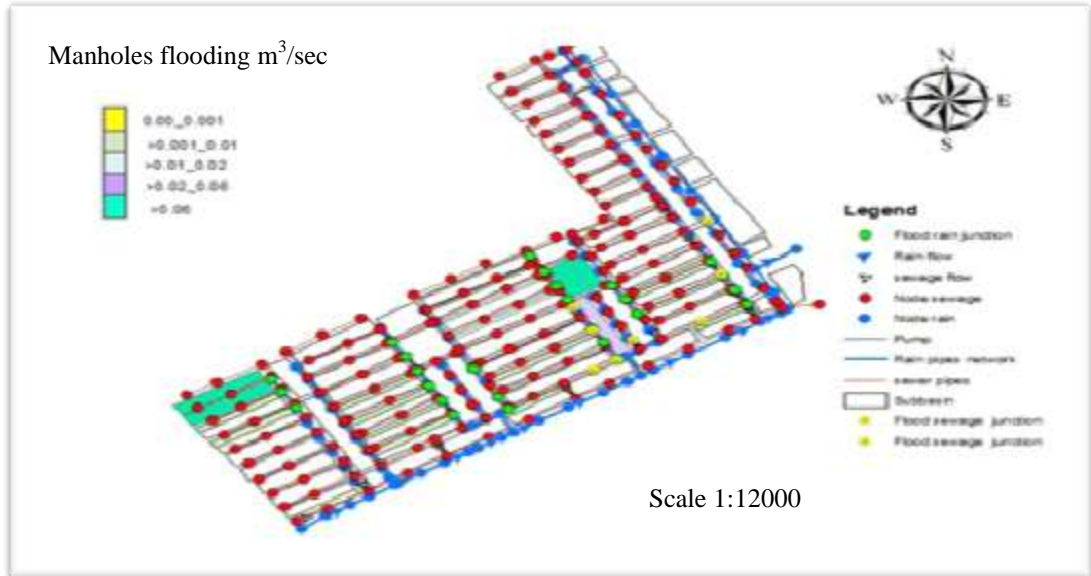 Manholes flooding m³/sec
0.00_0.001
>0.001_0.01
>0.01_0.02
>0.02_0.06
>0.06
N
W E
S
Legend
Flood rain junction
Rain flow
sewage flow
Node sewage
Node rain
Pump
Rain pipes network
sewer pipes
Subbasin
Flood sewage junction
Flood sewage junction
Scale 1:12000